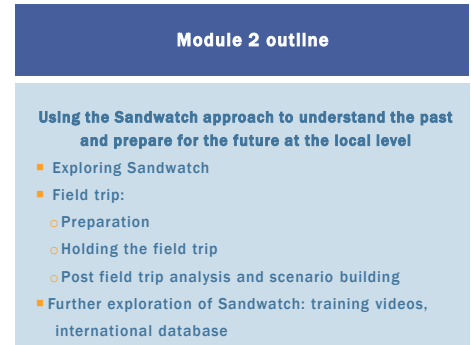 Module 2 outline
Using the Sandwatch approach to understand the past
and prepare for the future at the local level
▪ Exploring Sandwatch
▪ Field trip:
○ Preparation
○ Holding the field trip
○ Post field trip analysis and scenario building
▪ Further exploration of Sandwatch: training videos,
international database